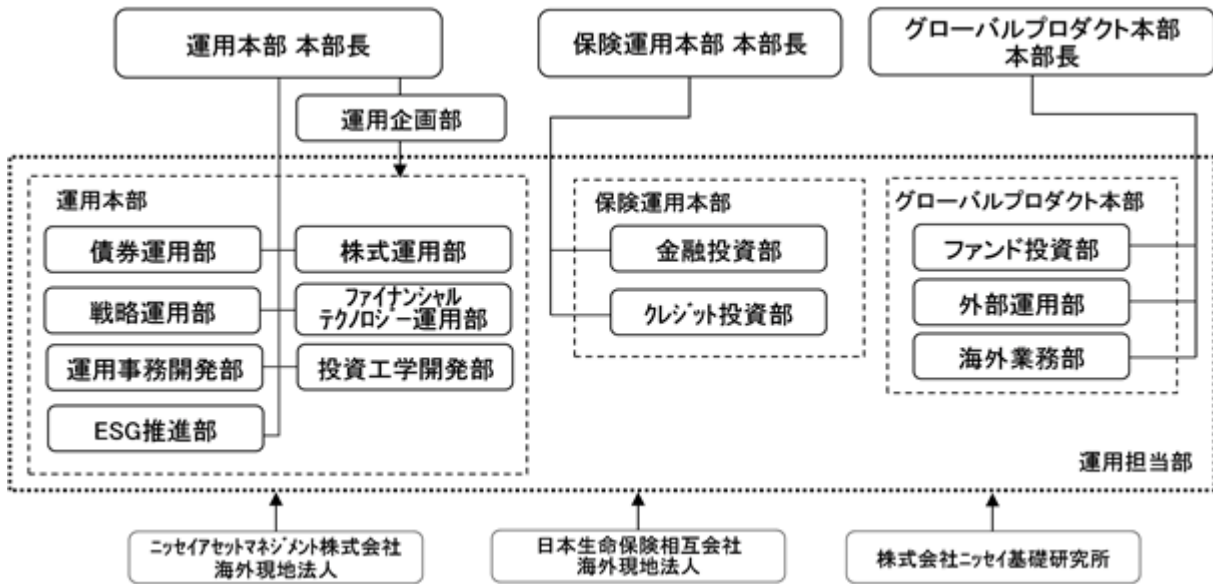 運用本部 本部長
保険運用本部 本部長
グローバルプロダクト本部
本部長
運用企画部
運用本部
債券運用部
株式運用部
戦略運用部
ファイナンシャル
テクノロジー運用部
運用事務開発部
投資工学開発部
ESG推進部
保険運用本部
金融投資部
クレジット投資部
グローバルプロダクト本部
ファンド投資部
外部運用部
海外業務部
運用担当部
ニッセイアセットマネジメント株式会社
海外現地法人
日本生命保険相互会社
海外現地法人
株式会社ニッセイ基礎研究所